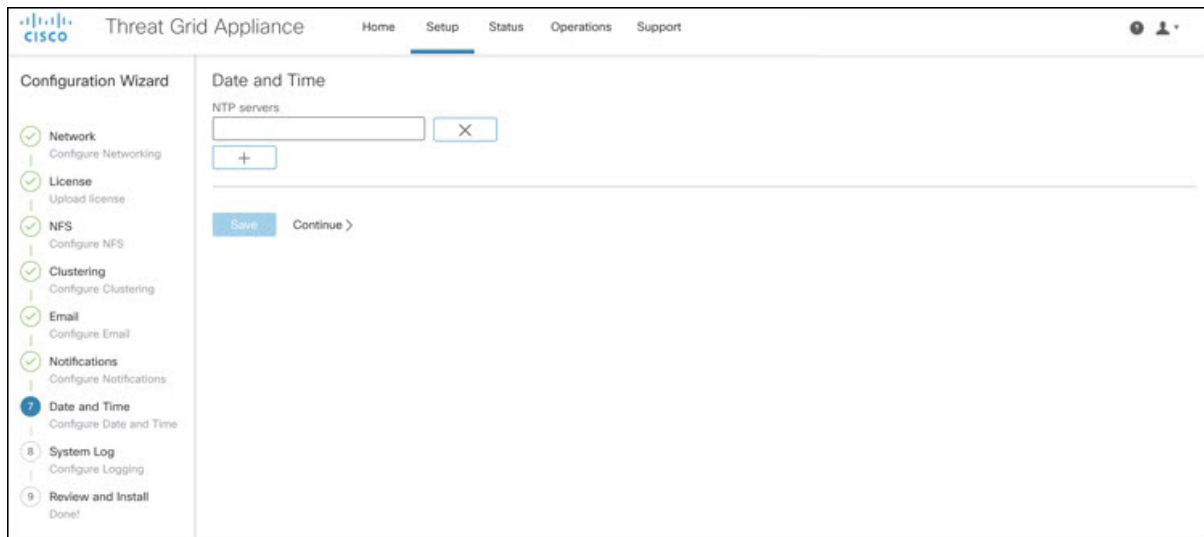 CISCO
Threat Grid Appliance
Home Setup Status Operations Support
?
Configuration Wizard
Network
Configure Networking
License
Upload license
NFS
Configure NFS
Clustering
Configure Clustering
Email
Configure Email
Notifications
Configure Notifications
7 Date and Time
Configure Date and Time
8 System Log
Configure Logging
9 Review and Install
Done!
Date and Time
NTP servers
Save Continue >